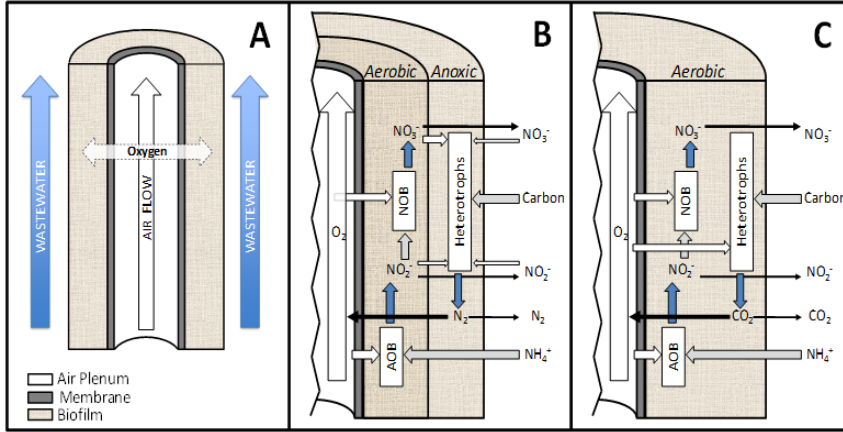 A
WASTEWATER
Oxygen
AIR FLOW
WASTEWATER
Air Plenum
Membrane
Biofilm
B
Aerobic
Anoxic
NO₃⁻
NO₃⁻
NOB
Heterotrophs
Carbon
O₂
NO₂⁻
NO₂⁻
N₂
N₂
AOB
NH₄⁺
C
Aerobic
NO₃⁻
NO₃⁻
NOB
Heterotrophs
Carbon
O₂
NO₂⁻
NO₂⁻
CO₂
CO₂
AOB
NH₄⁺